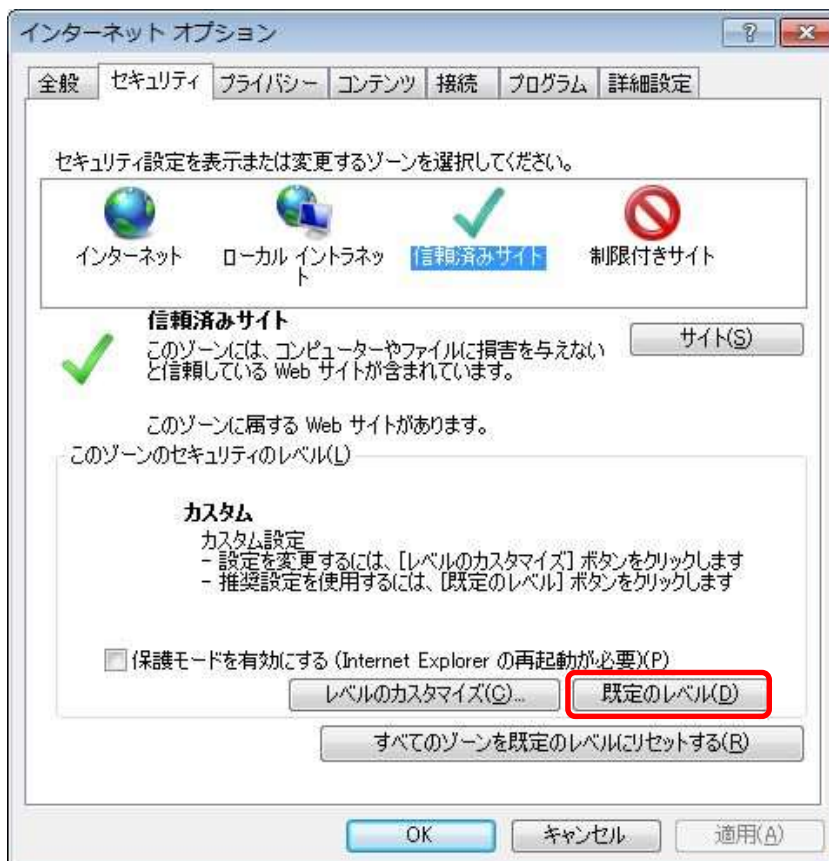 インターネット オプション
全般 セキュリティ プライバシー コンテンツ 接続 プログラム 詳細設定
セキュリティ設定を表示または変更するゾーンを選択してください。
インターネット
ローカル イントラネッ
ト
信頼済みサイト
制限付きサイト
信頼済みサイト
このゾーンには、コンピューターやファイルに損害を与えない
と信頼している Web サイトが含まれています。
サイト(S)
このゾーンに属する Web サイトがあります。
このゾーンのセキュリティのレベル(L)
カスタム
カスタム設定
- 設定を変更するには、[レベルのカスタマイズ] ボタンをクリックします
- 推奨設定を使用するには、[既定のレベル] ボタンをクリックします
保護モードを有効にする (Internet Explorer の再起動が必要)(P)
レベルのカスタマイズ(C)... 既定のレベル(D)
すべてのゾーンを既定のレベルにリセットする(R)
OK キャンセル 適用(A)